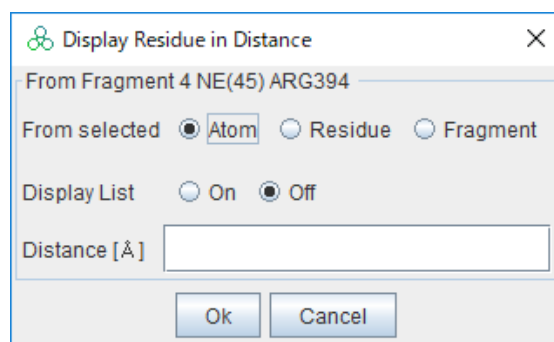 Display Residue in Distance
From Fragment 4 NE(45) ARG394
From selected Atom Residue Fragment
Display List On Off
Distance [Å]
Ok Cancel